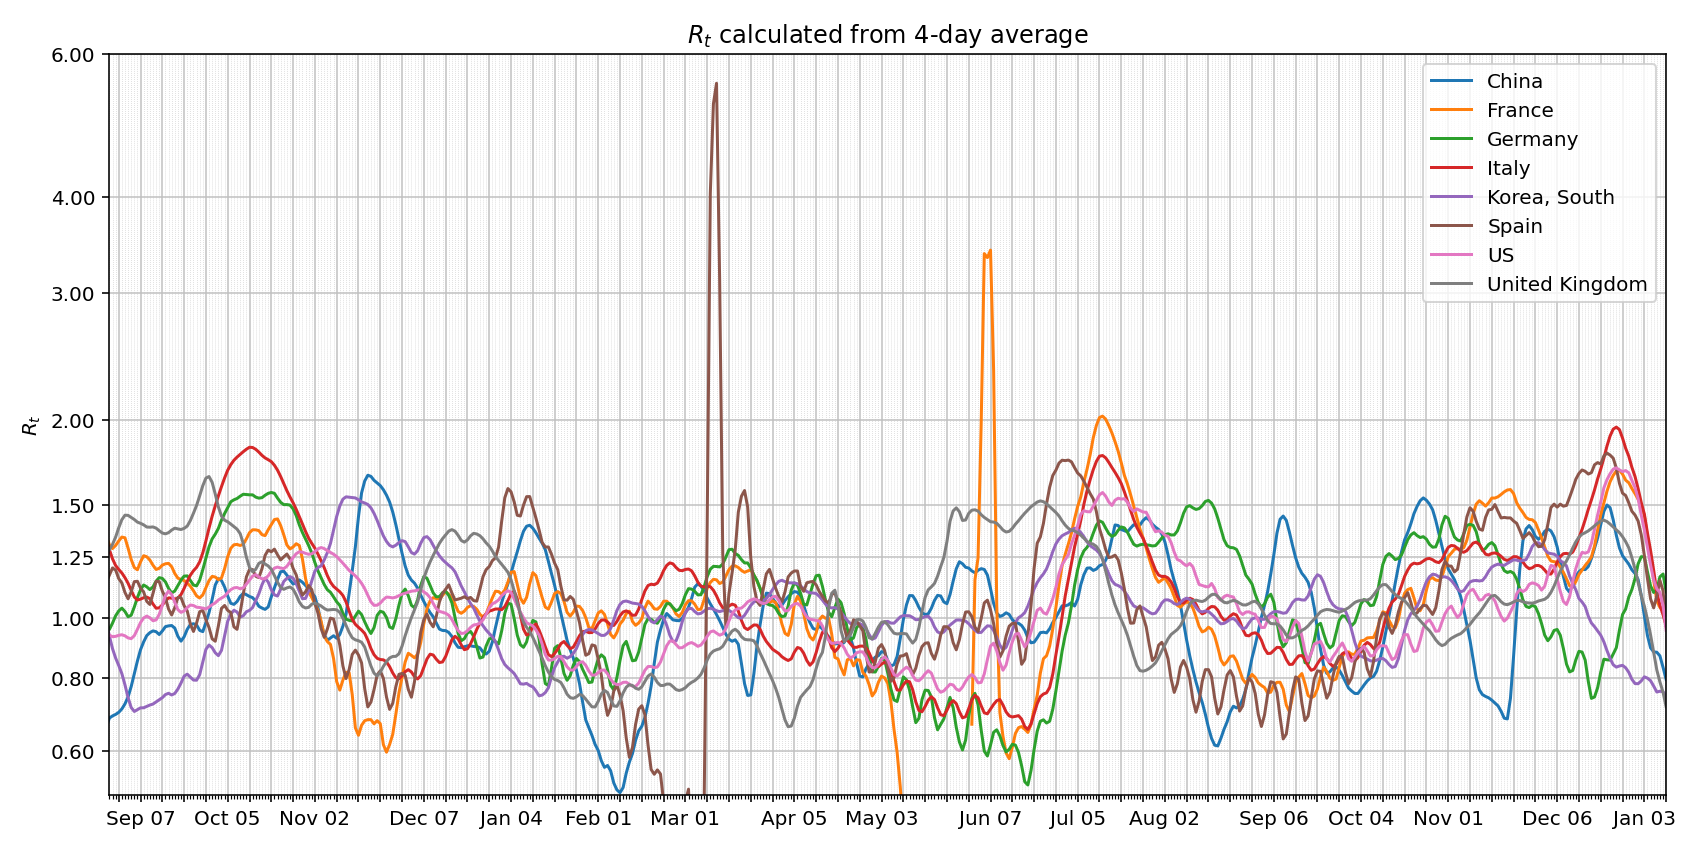 R_t calculated from 4-day average
6.00
4.00
3.00
2.00
1.50
1.25
1.00
0.80
0.60
R_t
China
France
Germany
Italy
Korea, South
Spain
US
United Kingdom
Sep 07 Oct 05 Nov 02 Dec 07 Jan 04 Feb 01 Mar 01 Apr 05 May 03 Jun 07 Jul 05 Aug 02 Sep 06 Oct 04 Nov 01 Dec 06 Jan 03